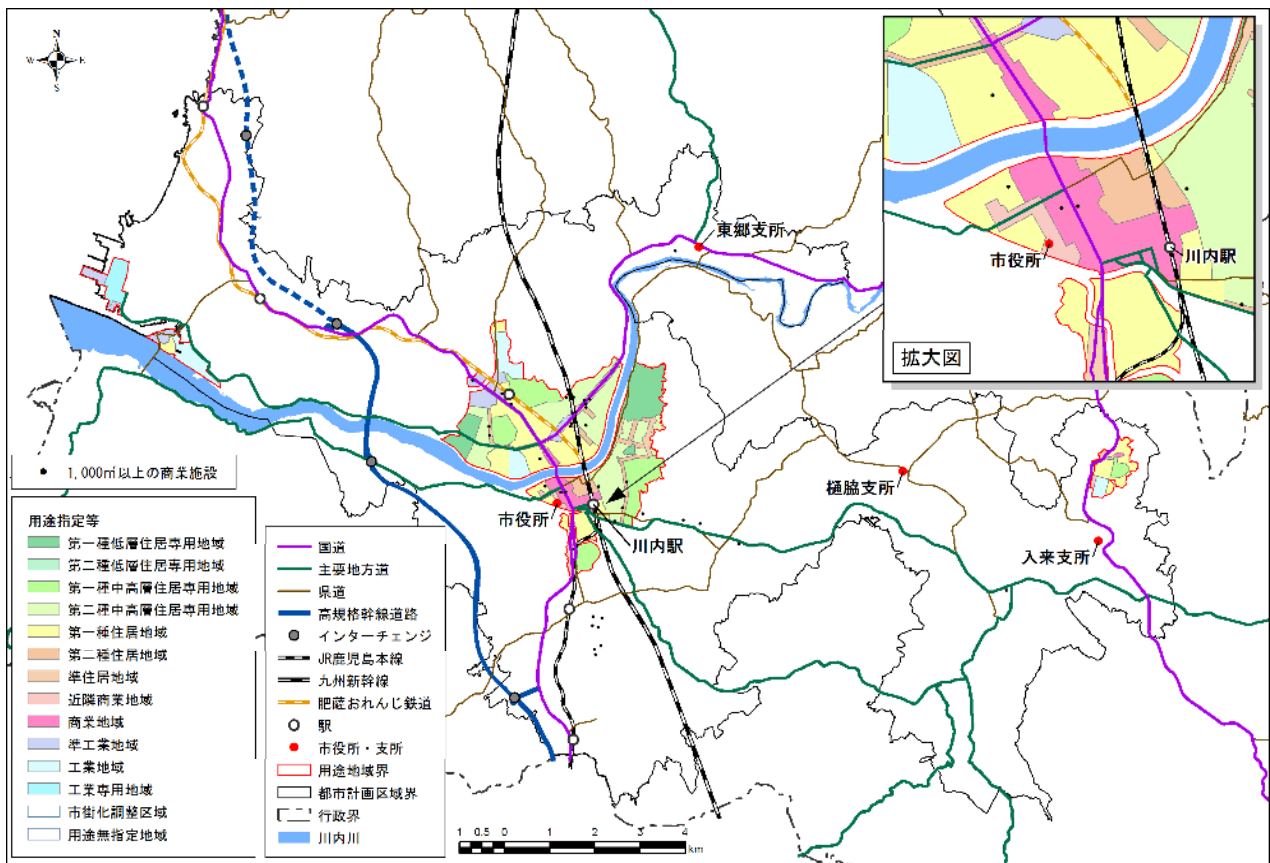 N
W E
S
東郷支所
市役所
川内駅
拡大図
市役所
川内駅
樋脇支所
入来支所
1,000㎡以上の商業施設
用途指定等
第一種低層住居専用地域
第二種低層住居専用地域
第一種中高層住居専用地域
第二種中高層住居専用地域
第一種住居地域
第二種住居地域
準住居地域
近隣商業地域
商業地域
準工業地域
工業地域
工業専用地域
市街化調整区域
用途無指定地域
国道
主要地方道
県道
高規格幹線道路
インターチェンジ
JR鹿児島本線
九州新幹線
肥薩おれんじ鉄道
駅
市役所・支所
用途地域界
都市計画区域界
行政界
川内川
1 0.5 0 1 2 3 4
km